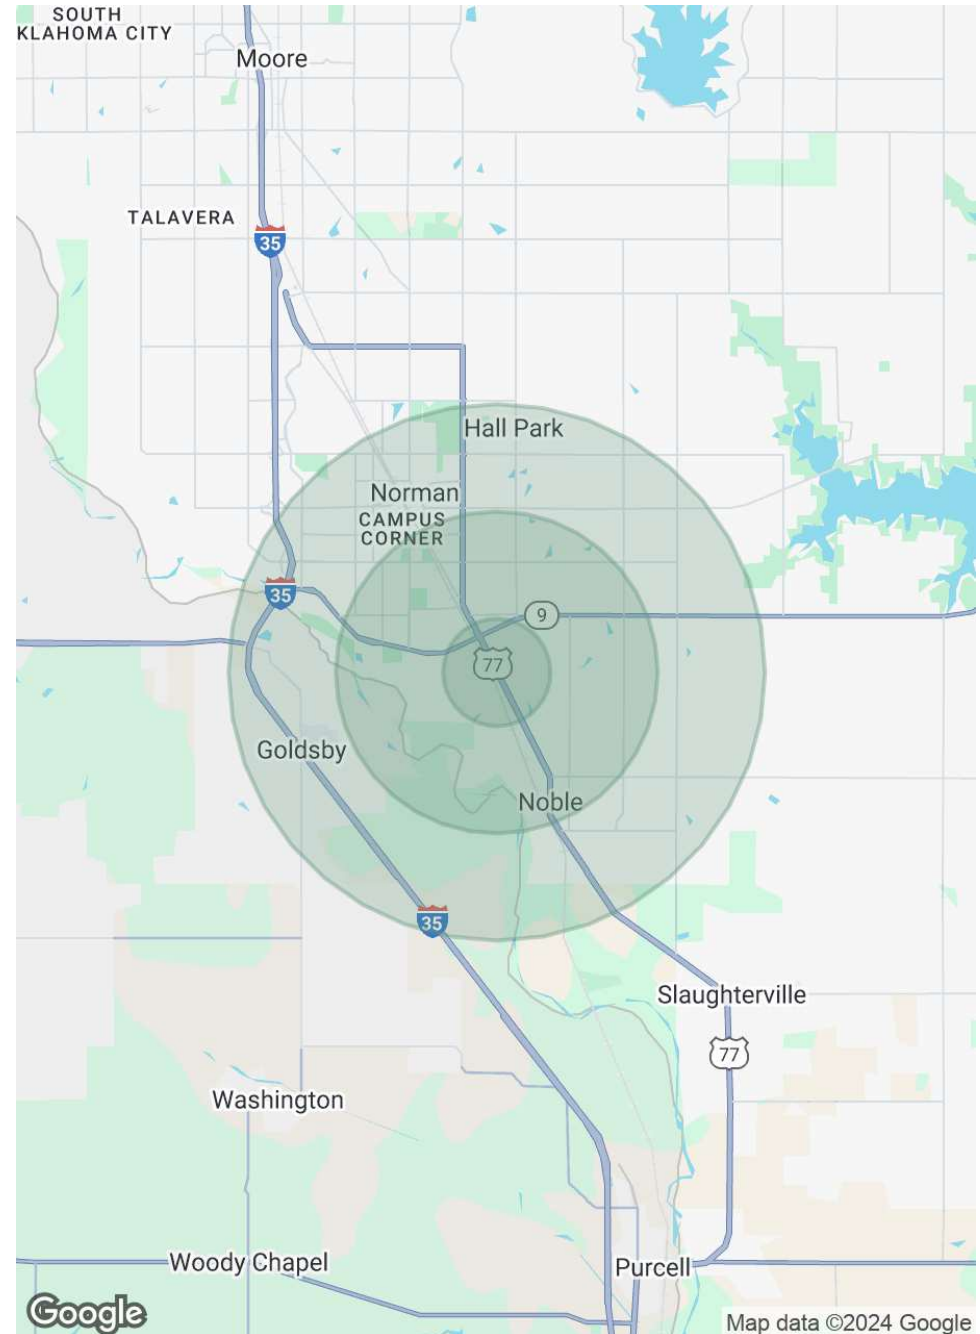 SOUTH
KLAHOMA CITY
Moore
TALAVERA
35
Hall Park
Norman
CAMPUS
CORNER
35
9
77
Goldsby
Noble
35
Slaughterville
77
Washington
Woody Chapel
Purcell
Google
Map data ©2024 Google